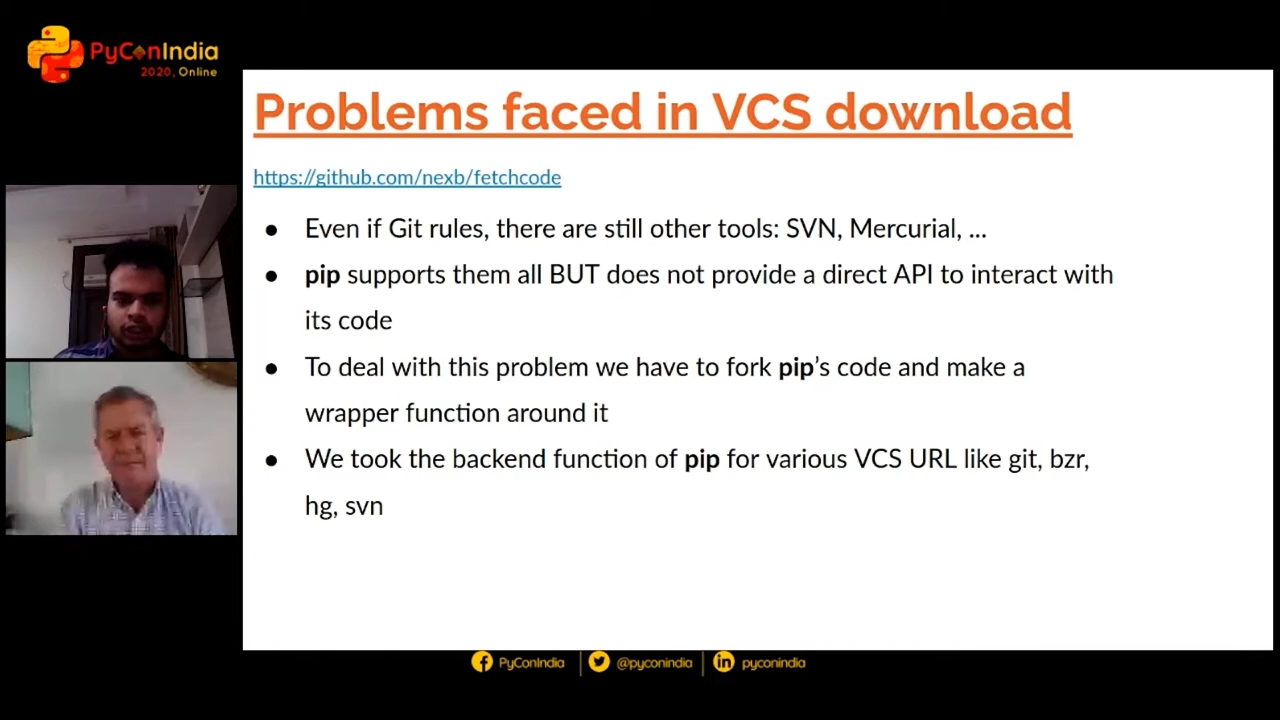 PyConIndia
2020, Online
Problems faced in VCS download
https://github.com/nexb/fetchcode
● Even if Git rules, there are still other tools: SVN, Mercurial, ...
● pip supports them all BUT does not provide a direct API to interact with
its code
● To deal with this problem we have to fork pip’s code and make a
wrapper function around it
● We took the backend function of pip for various VCS URL like git, bzr,
hg, svn
PyConIndia
@pyconindia
pyconindia